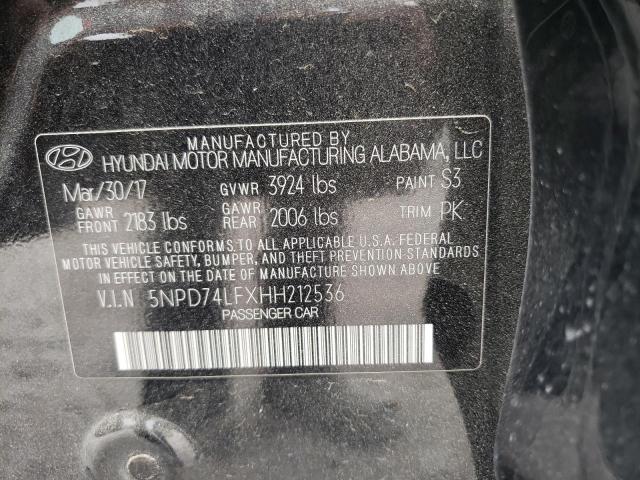 MANUFACTURED BY
HYUNDAI MOTOR MANUFACTURING ALABAMA, LLC
Mar/30/17 GVWR 3924 lbs PAINT S3
GAWR FRONT 2183 lbs GAWR REAR 2006 lbs TRIM PK
THIS VEHICLE CONFORMS TO ALL APPLICABLE U.S.A. FEDERAL
MOTOR VEHICLE SAFETY, BUMPER, AND THEFT PREVENTION STANDARDS
IN EFFECT ON THE DATE OF MANUFACTURE SHOWN ABOVE.
V.I.N 5NPD74LFXHH212536
PASSENGER CAR